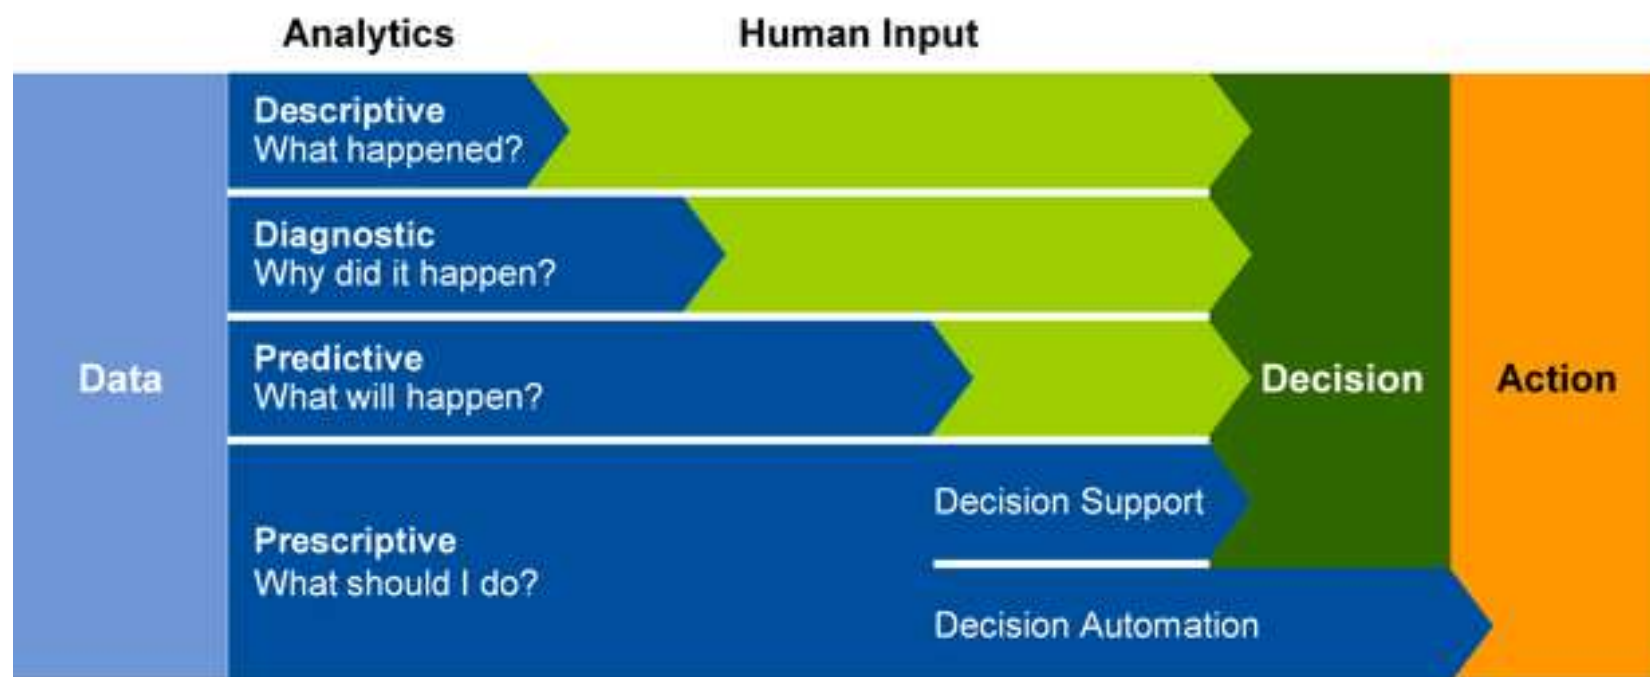 Analytics
Human Input
Descriptive
What happened?
Diagnostic
Why did it happen?
Predictive
What will happen?
Data
Decision
Action
Prescriptive
What should I do?
Decision Support
Decision Automation